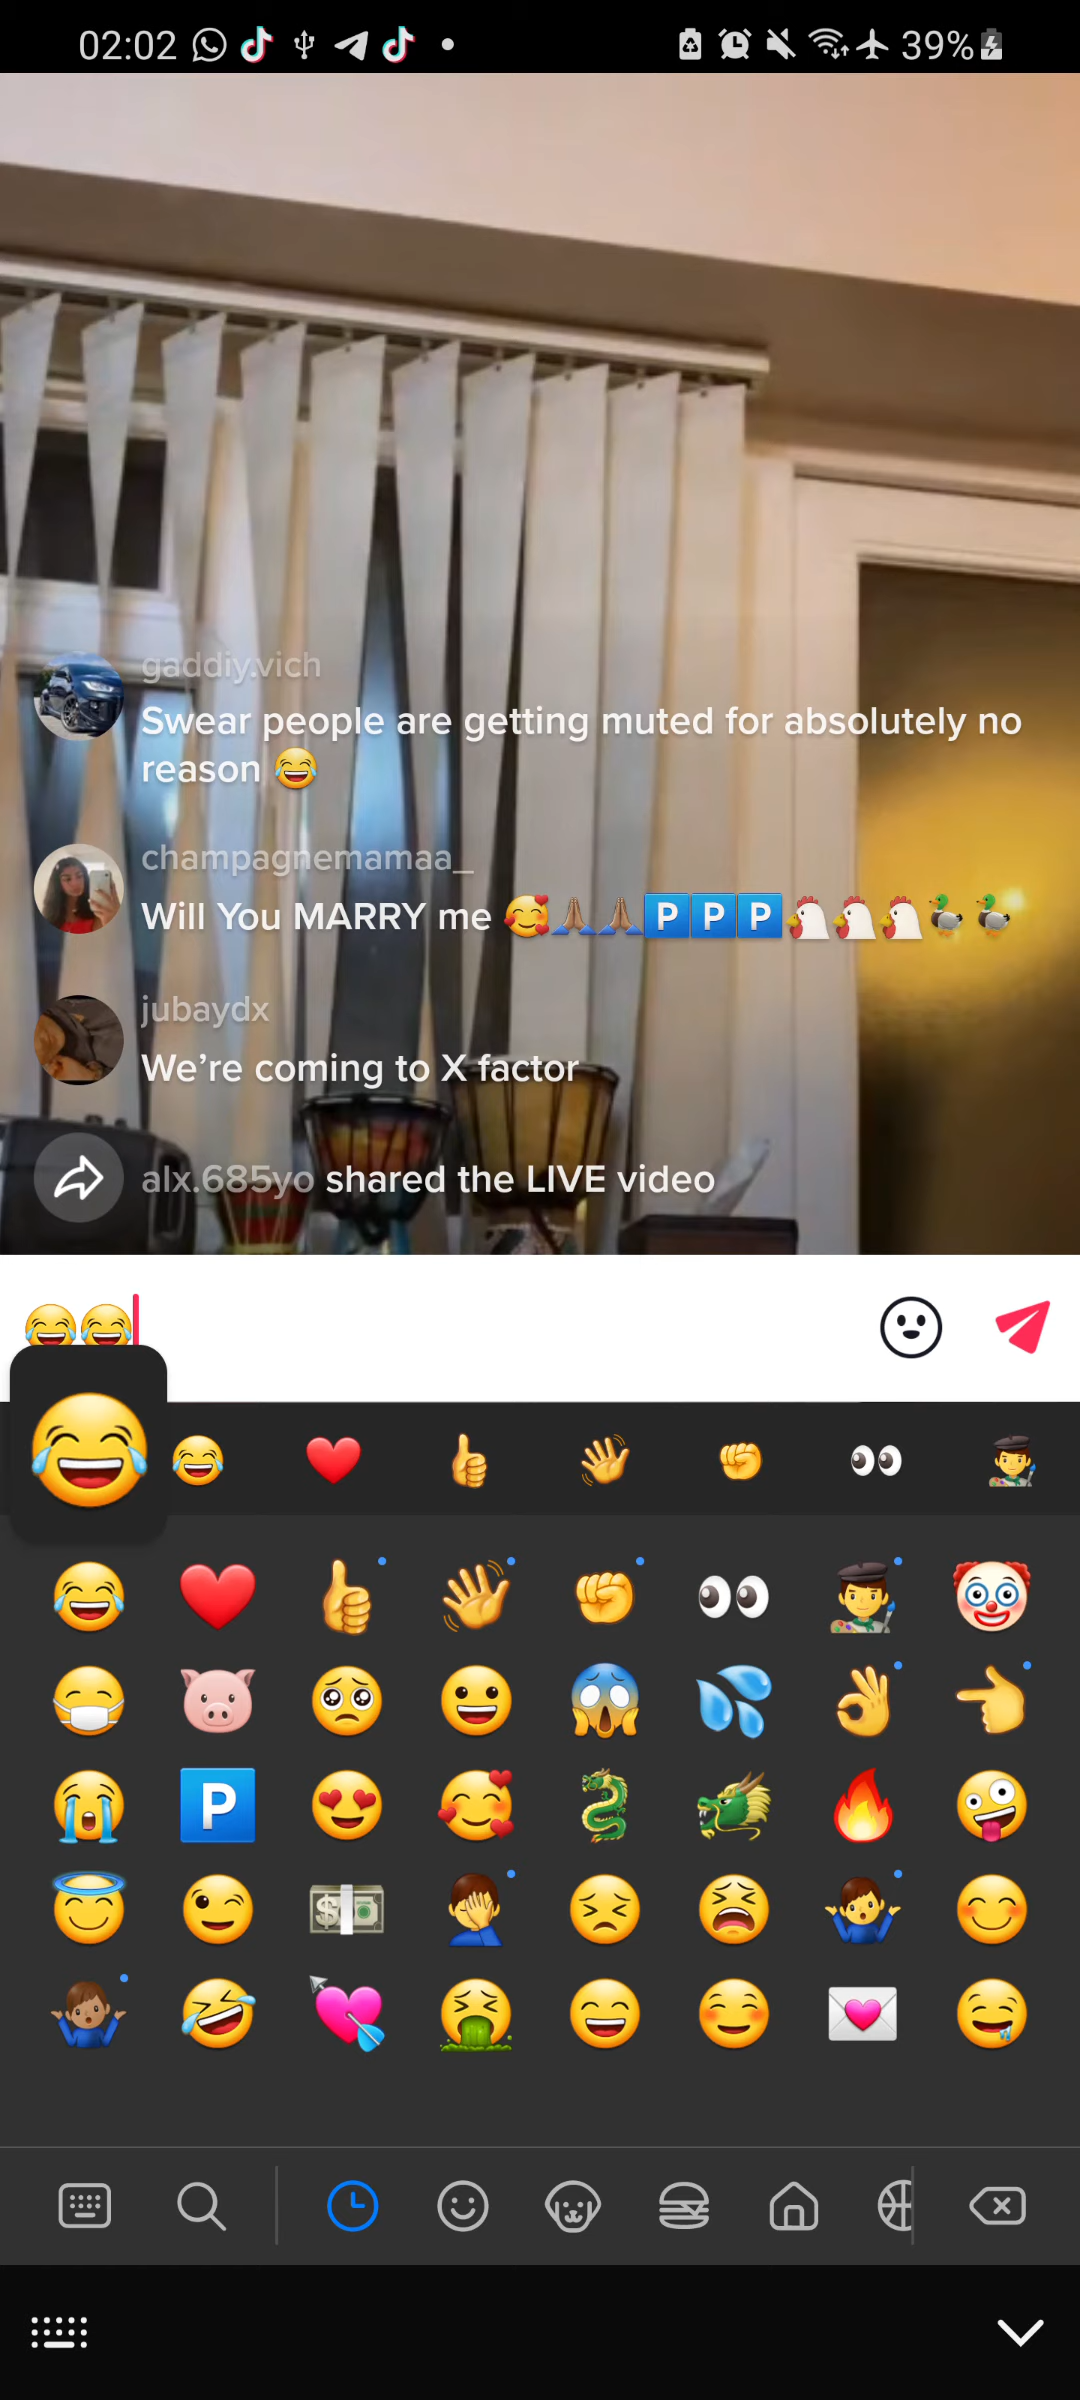 02:02
39%
gaddiy.vich
Swear people are getting muted for absolutely no
reason 😂
champagnemamaa_
Will You MARRY me 🥰🙏🏽🙏🏽🅿️🅿️🅿️🐔🐔🐔🦆🦆
jubaydx
We’re coming to X factor
alx.685yo shared the LIVE video
😂😂